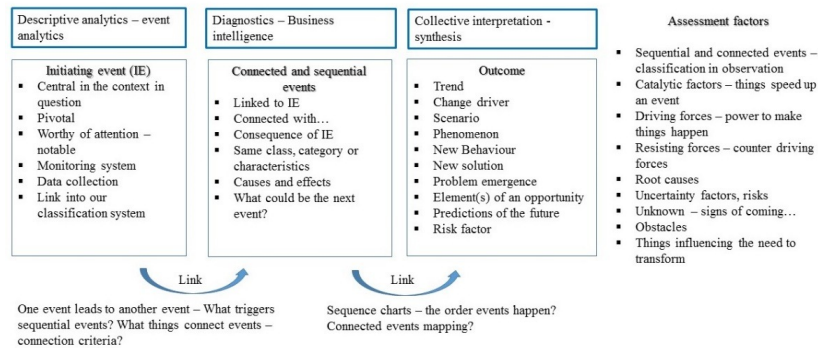 Descriptive analytics – event
analytics
Diagnostics – Business
intelligence
Collective interpretation -
synthesis
Assessment factors
Initiating event (IE)
▪ Central in the context in
question
▪ Pivotal
▪ Worthy of attention –
notable
▪ Monitoring system
▪ Data collection
▪ Link into our
classification system
Connected and sequential
events
▪ Linked to IE
▪ Connected with…
▪ Consequence of IE
▪ Same class, category or
characteristics
▪ Causes and effects
▪ What could be the next
event?
Outcome
▪ Trend
▪ Change driver
▪ Scenario
▪ Phenomenon
▪ New Behaviour
▪ New solution
▪ Problem emergence
▪ Element(s) of an opportunity
▪ Predictions of the future
▪ Risk factor
▪ Sequential and connected events –
classification in observation
▪ Catalytic factors – things speed up
an event
▪ Driving forces – power to make
things happen
▪ Resisting forces – counter driving
forces
▪ Root causes
▪ Uncertainty factors, risks
▪ Unknown – signs of coming…
▪ Obstacles
▪ Things influencing the need to
transform
Link
Link
One event leads to another event – What triggers
sequential events? What things connect events –
connection criteria?
Sequence charts – the order events happen?
Connected events mapping?